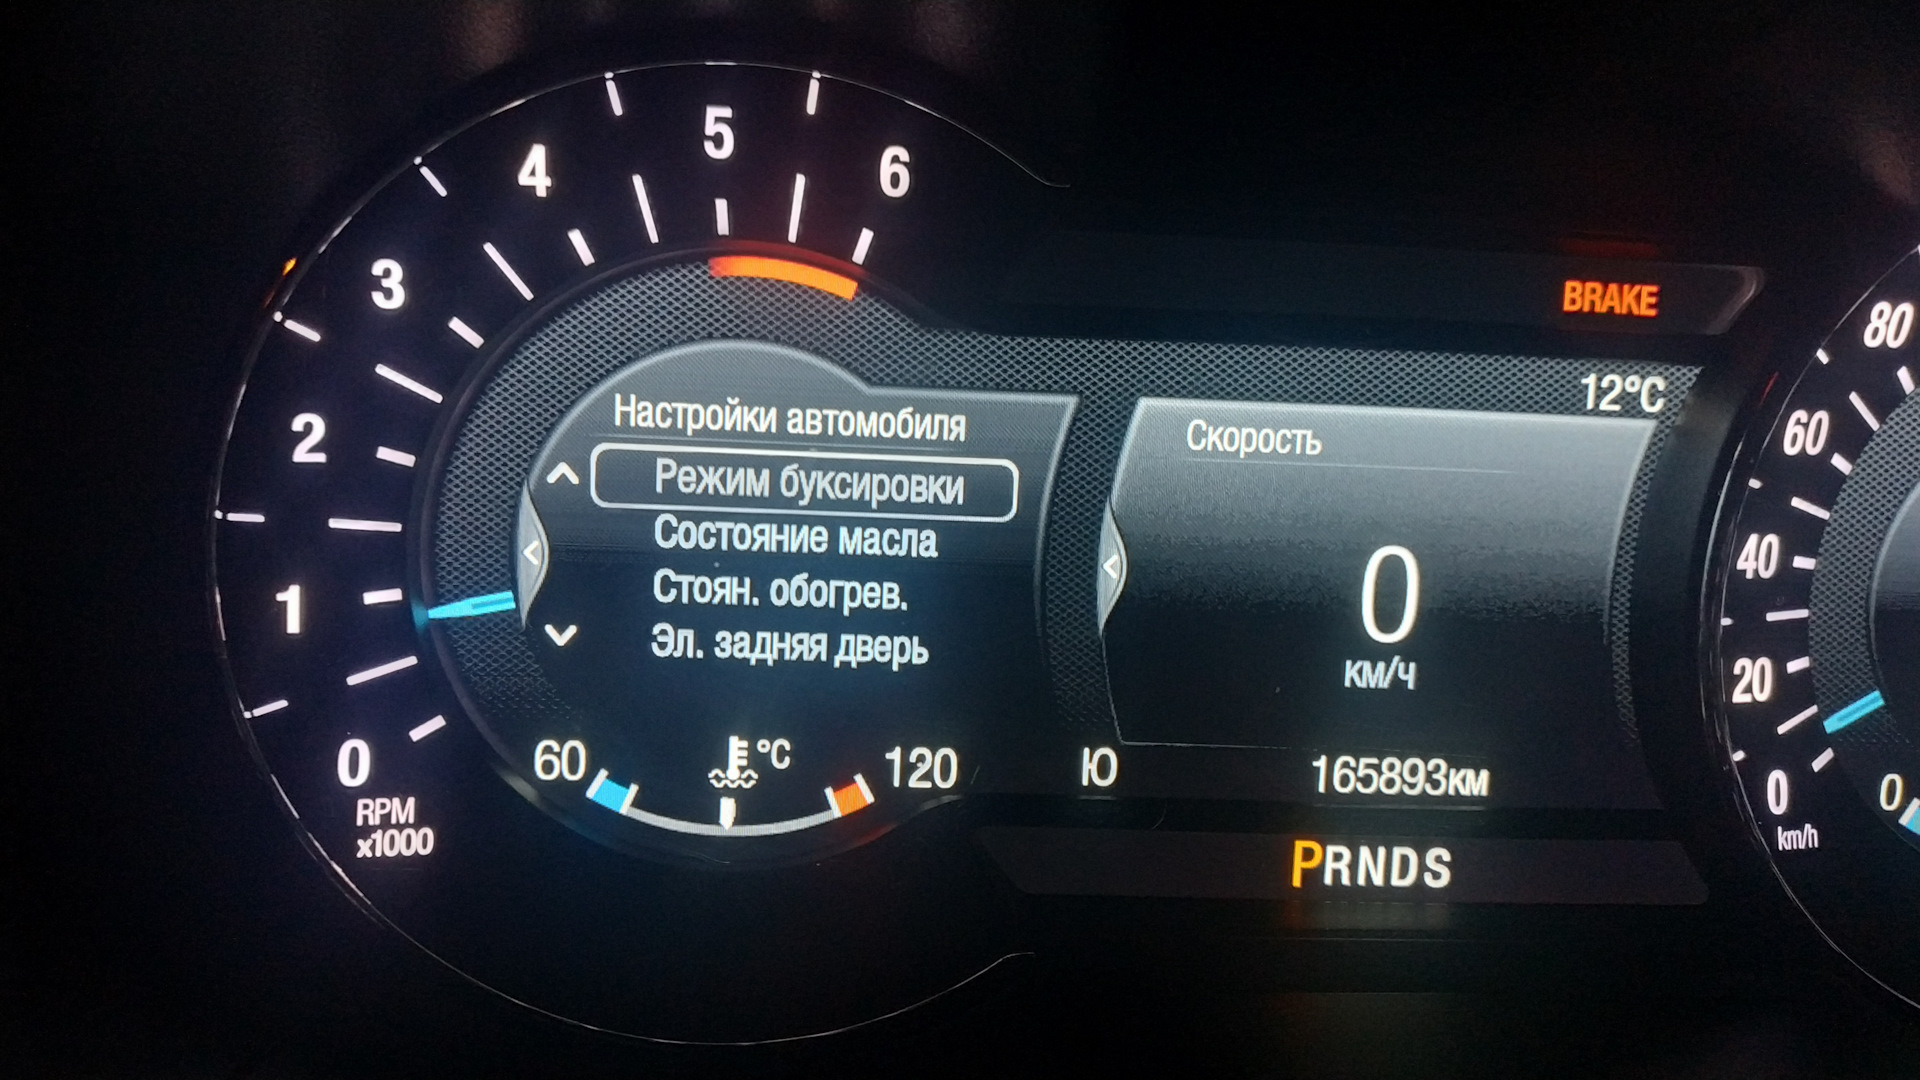 5
4
6
3
2
1
0
RPM
x1000
BRAKE
12°C
Настройки автомобиля
Режим буксировки
Состояние масла
Стоян. обогрев.
Эл. задняя дверь
60
°C
120
Скорость
0
км/ч
Ю
165893км
PRNDS
80
60
40
20
0
km/h
0